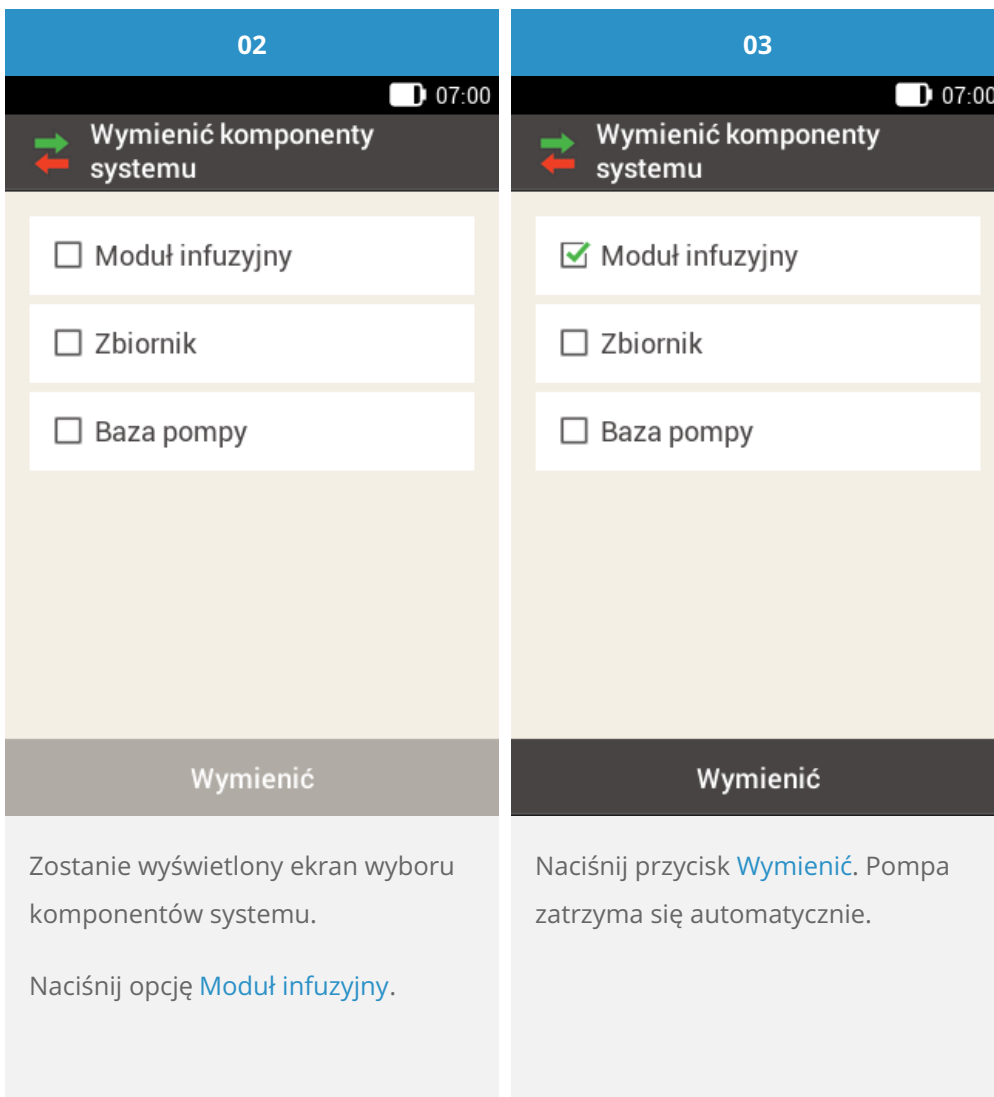 02
07:00
Wymienić komponenty
systemu
Moduł infuzyjny
Zbiornik
Baza pompy
Wymienić
Zostanie wyświetlony ekran wyboru
komponentów systemu.
Naciśnij opcję Moduł infuzyjny.
03
07:00
Wymienić komponenty
systemu
Moduł infuzyjny
Zbiornik
Baza pompy
Wymienić
Naciśnij przycisk Wymienić. Pompa
zatrzyma się automatycznie.